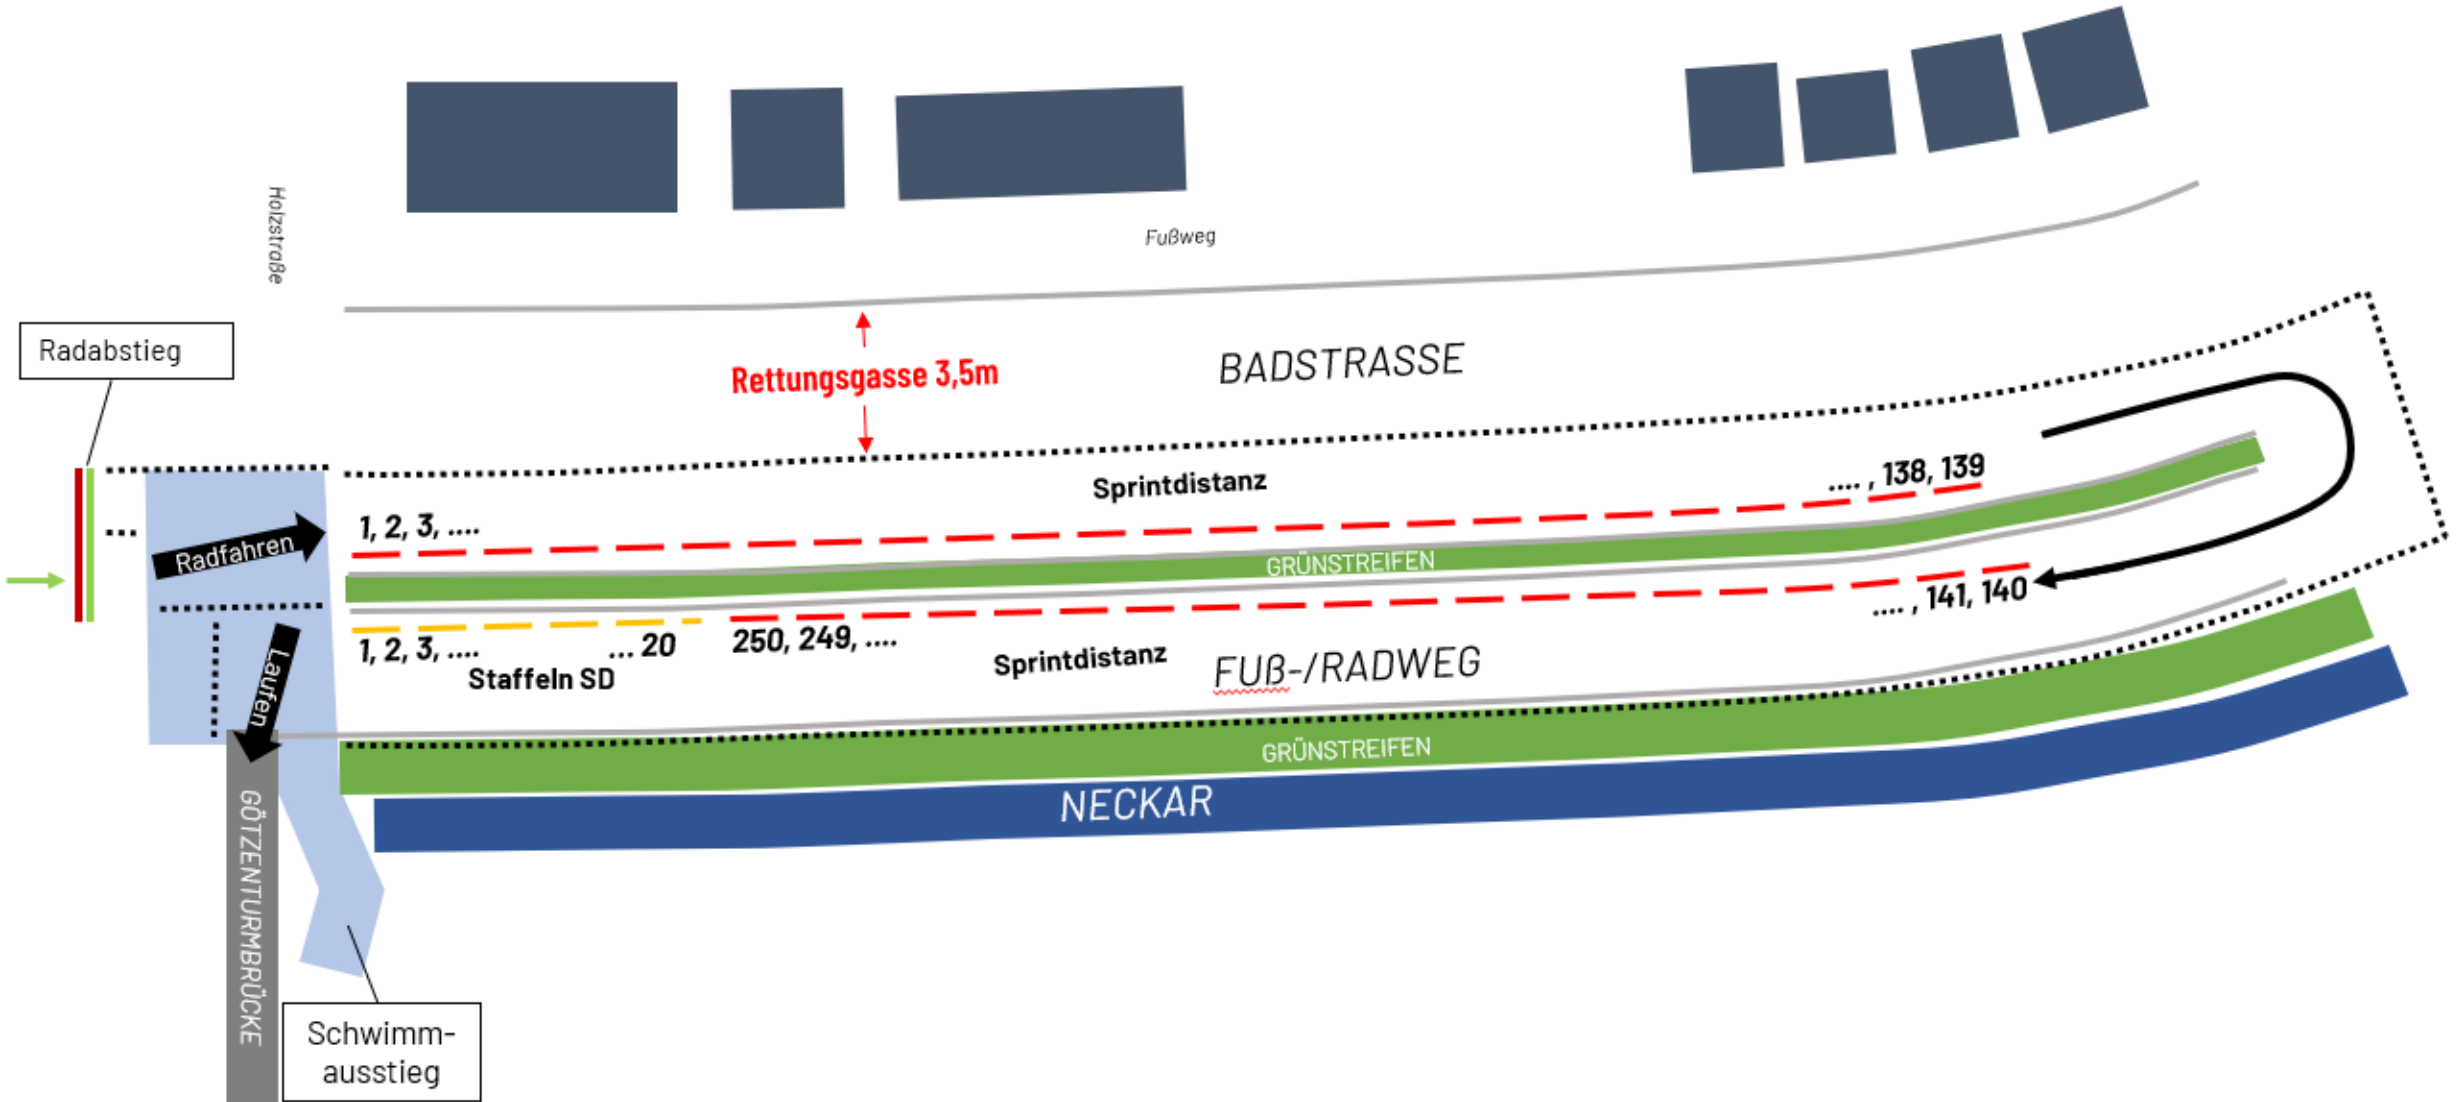 Holzstraße
Fußweg
Radabstieg
Rettungsgasse 3,5m
BADSTRASSE
Sprintdistanz
.... , 138, 139
1, 2, 3, ....
Radfahren
GRÜNSTREIFEN
.... , 141, 140
1, 2, 3, ....
... 20
250, 249, ....
Staffeln SD
Sprintdistanz
FUß-/RADWEG
Laufen
GRÜNSTREIFEN
NECKAR
GÖTZENTURMBRÜCKE
Schwimm-
ausstieg